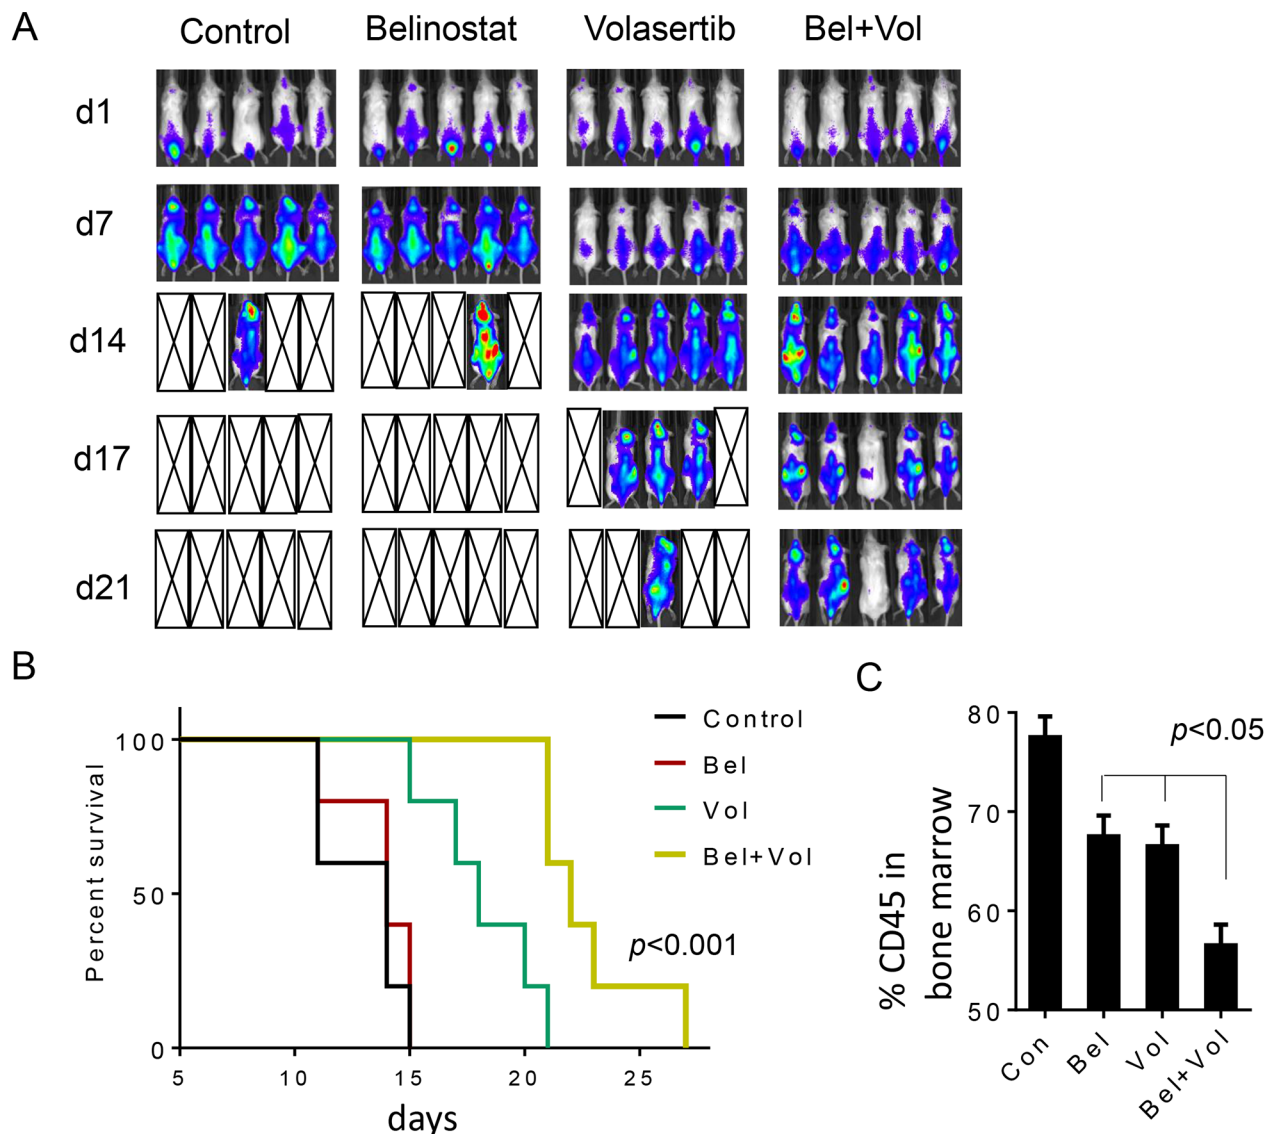 A
Control Belinostat Volasertib Bel+Vol
d1
d7
d14
d17
d21
B
Percent survival
100
50
0
5 10 15 20 25
days
Control
Bel
Vol
Bel+Vol
p<0.001
C
% CD45 in
bone marrow
80
70
60
50
p<0.05
Con Bel Vol Bel+Vol